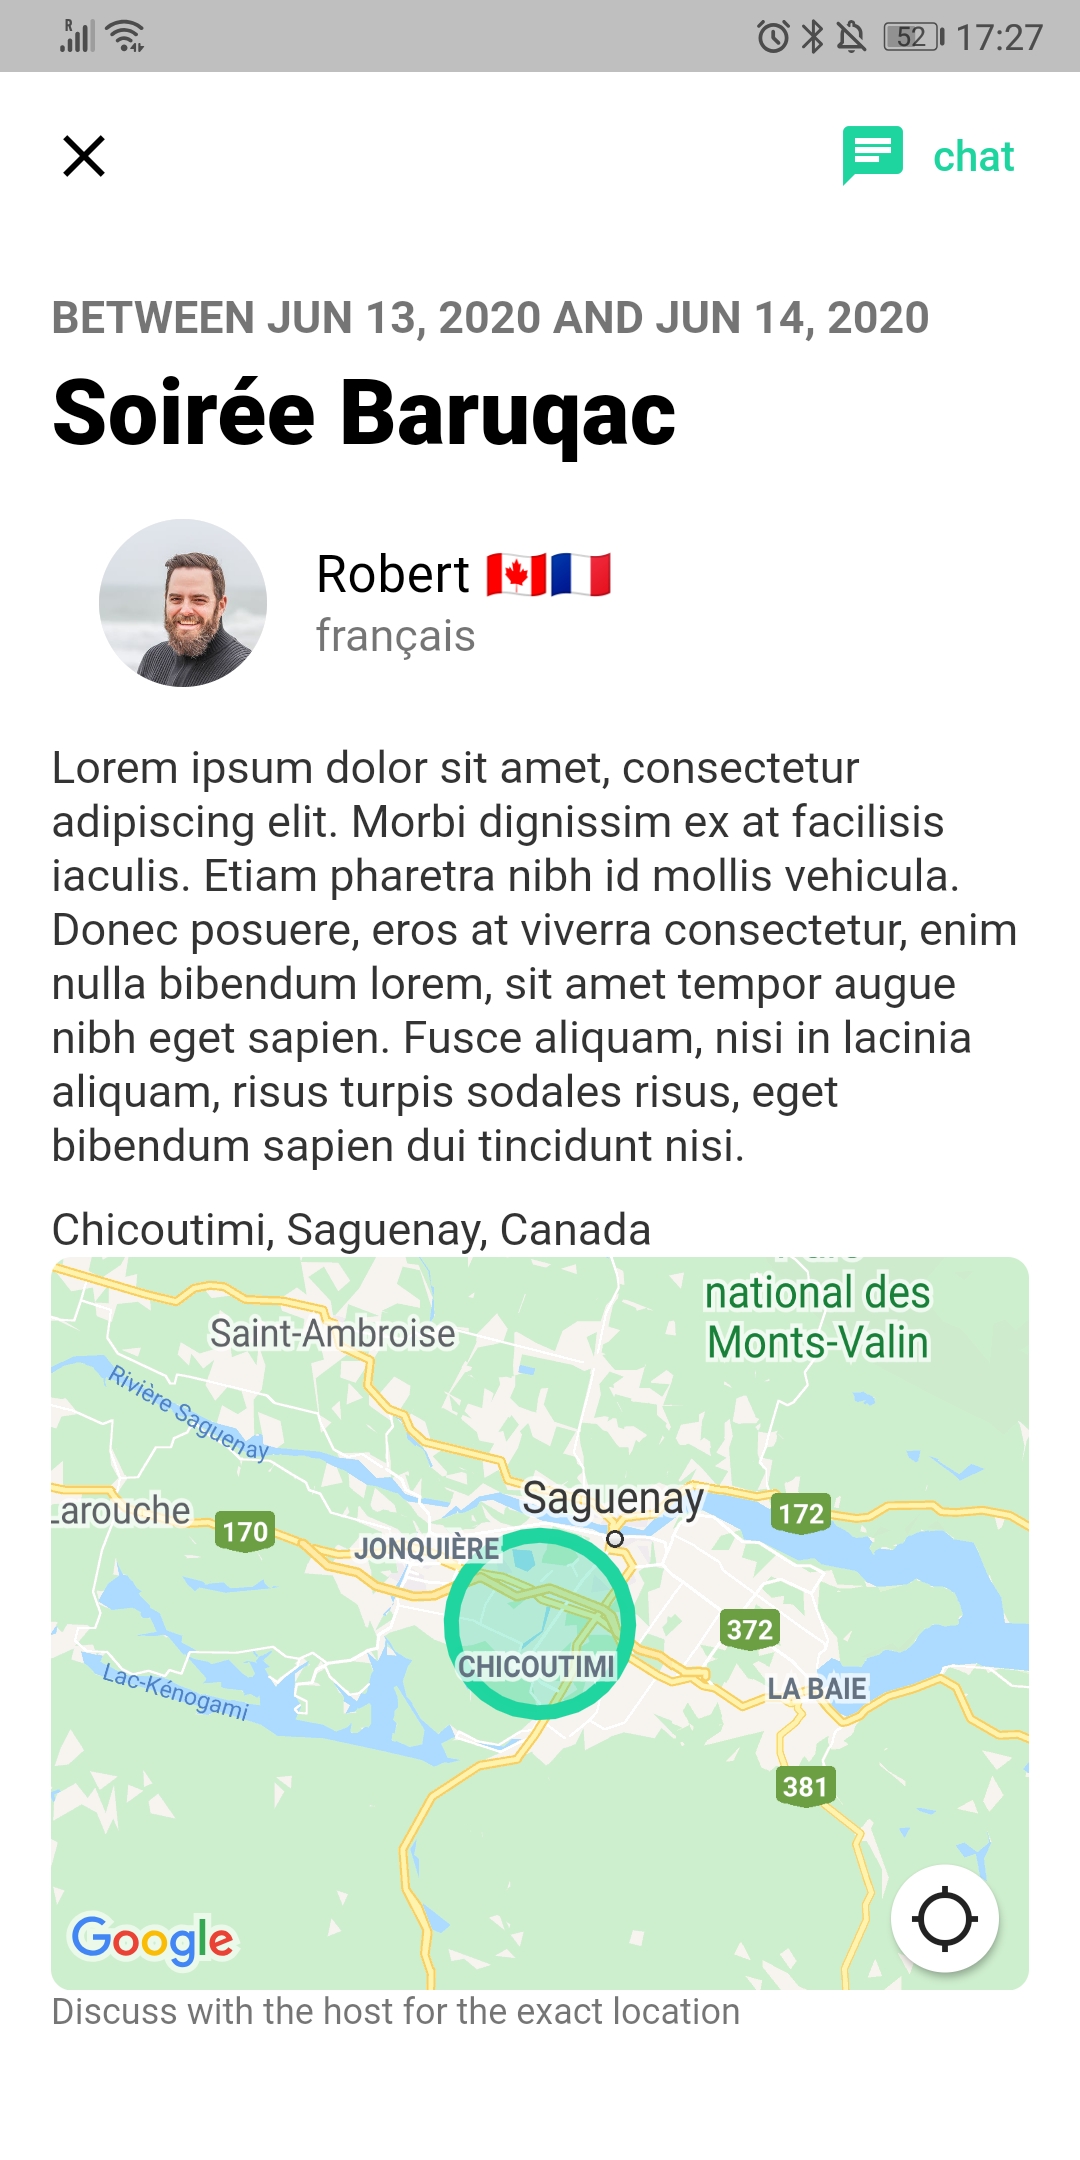 R
52 17:27
chat
BETWEEN JUN 13, 2020 AND JUN 14, 2020
Soirée Baruqac
Robert 🇨🇦🇫🇷
français
Lorem ipsum dolor sit amet, consectetur
adipiscing elit. Morbi dignissim ex at facilisis
iaculis. Etiam pharetra nibh id mollis vehicula.
Donec posuere, eros at viverra consectetur, enim
nulla bibendum lorem, sit amet tempor augue
nibh eget sapien. Fusce aliquam, nisi in lacinia
aliquam, risus turpis sodales risus, eget
bibendum sapien dui tincidunt nisi.
Chicoutimi, Saguenay, Canada
national des
Monts-Valin
Saint-Ambroise
Rivière Saguenay
Saguenay
Larouche
170
172
JONQUIÈRE
372
CHICOUTIMI
Lac-Kénogami
LA BAIE
381
Google
Discuss with the host for the exact location